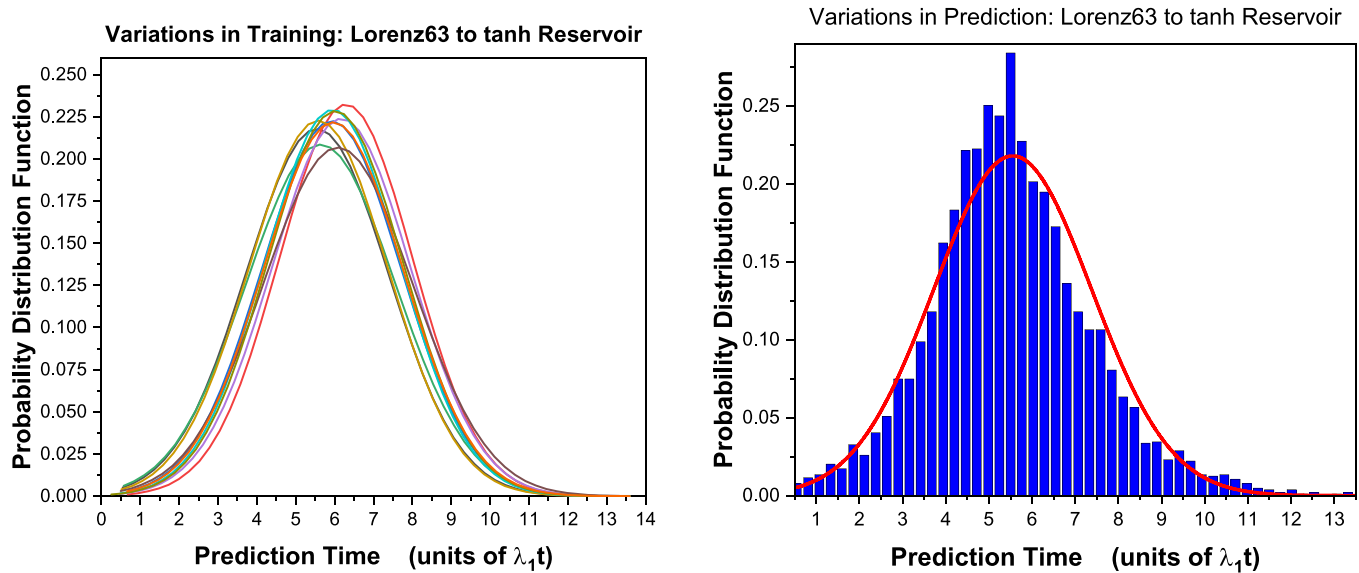 Variations in Training: Lorenz63 to tanh Reservoir
Probability Distribution Function
0.250
0.225
0.200
0.175
0.150
0.125
0.100
0.075
0.050
0.025
0.000
0 1 2 3 4 5 6 7 8 9 10 11 12 13 14
Prediction Time (units of λ₁t)
Variations in Prediction: Lorenz63 to tanh Reservoir
Probability Distribution Function
0.25
0.20
0.15
0.10
0.05
0.00
1 2 3 4 5 6 7 8 9 10 11 12 13
Prediction Time (units of λ₁t)